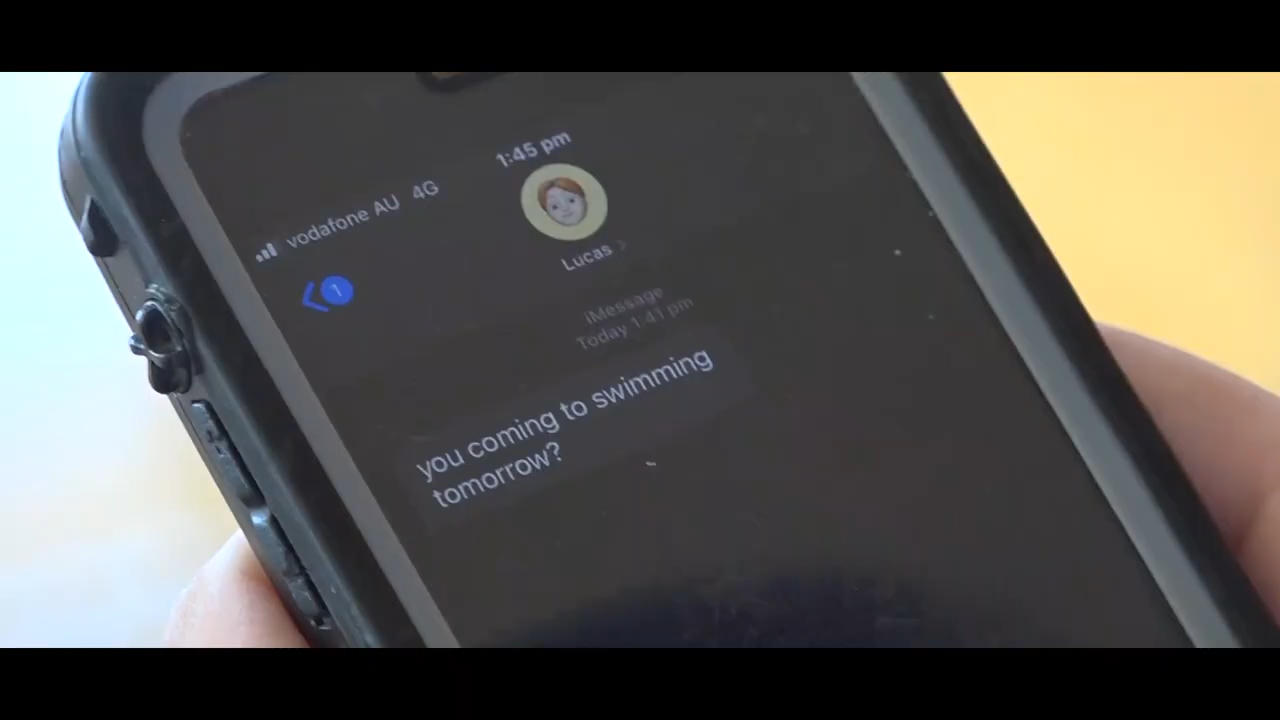 1:45 pm
vodafone AU 4G
1
Lucas
iMessage
Today 1:41 pm
you coming to swimming
tomorrow?